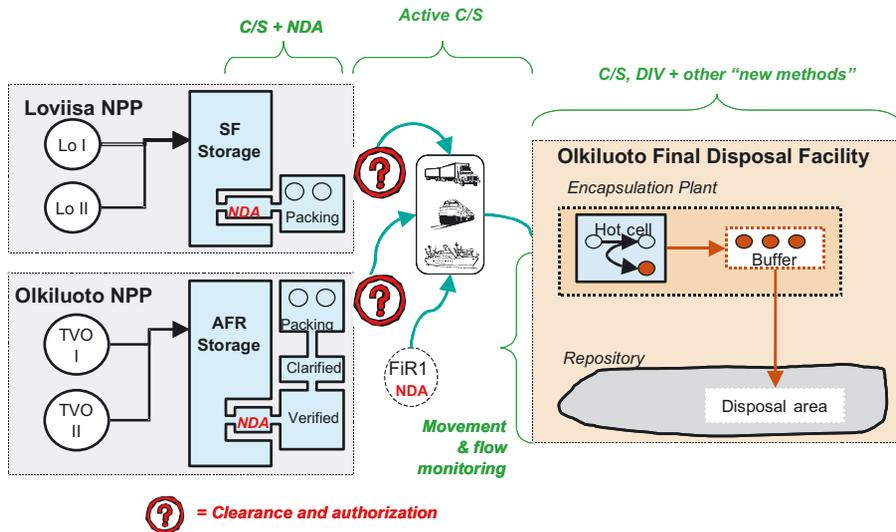 C/S + NDA
Active C/S
C/S, DIV + other “new methods”
Loviisa NPP
Lo I
Lo II
SF
Storage
NDA
Packing
?
Olkiluoto NPP
TVO
I
TVO
II
AFR
Storage
Packing
Clarified
Verified
NDA
?
FiR1
NDA
Movement
& flow
monitoring
Olkiluoto Final Disposal Facility
Encapsulation Plant
Hot cell
Buffer
Repository
Disposal area
? = Clearance and authorization